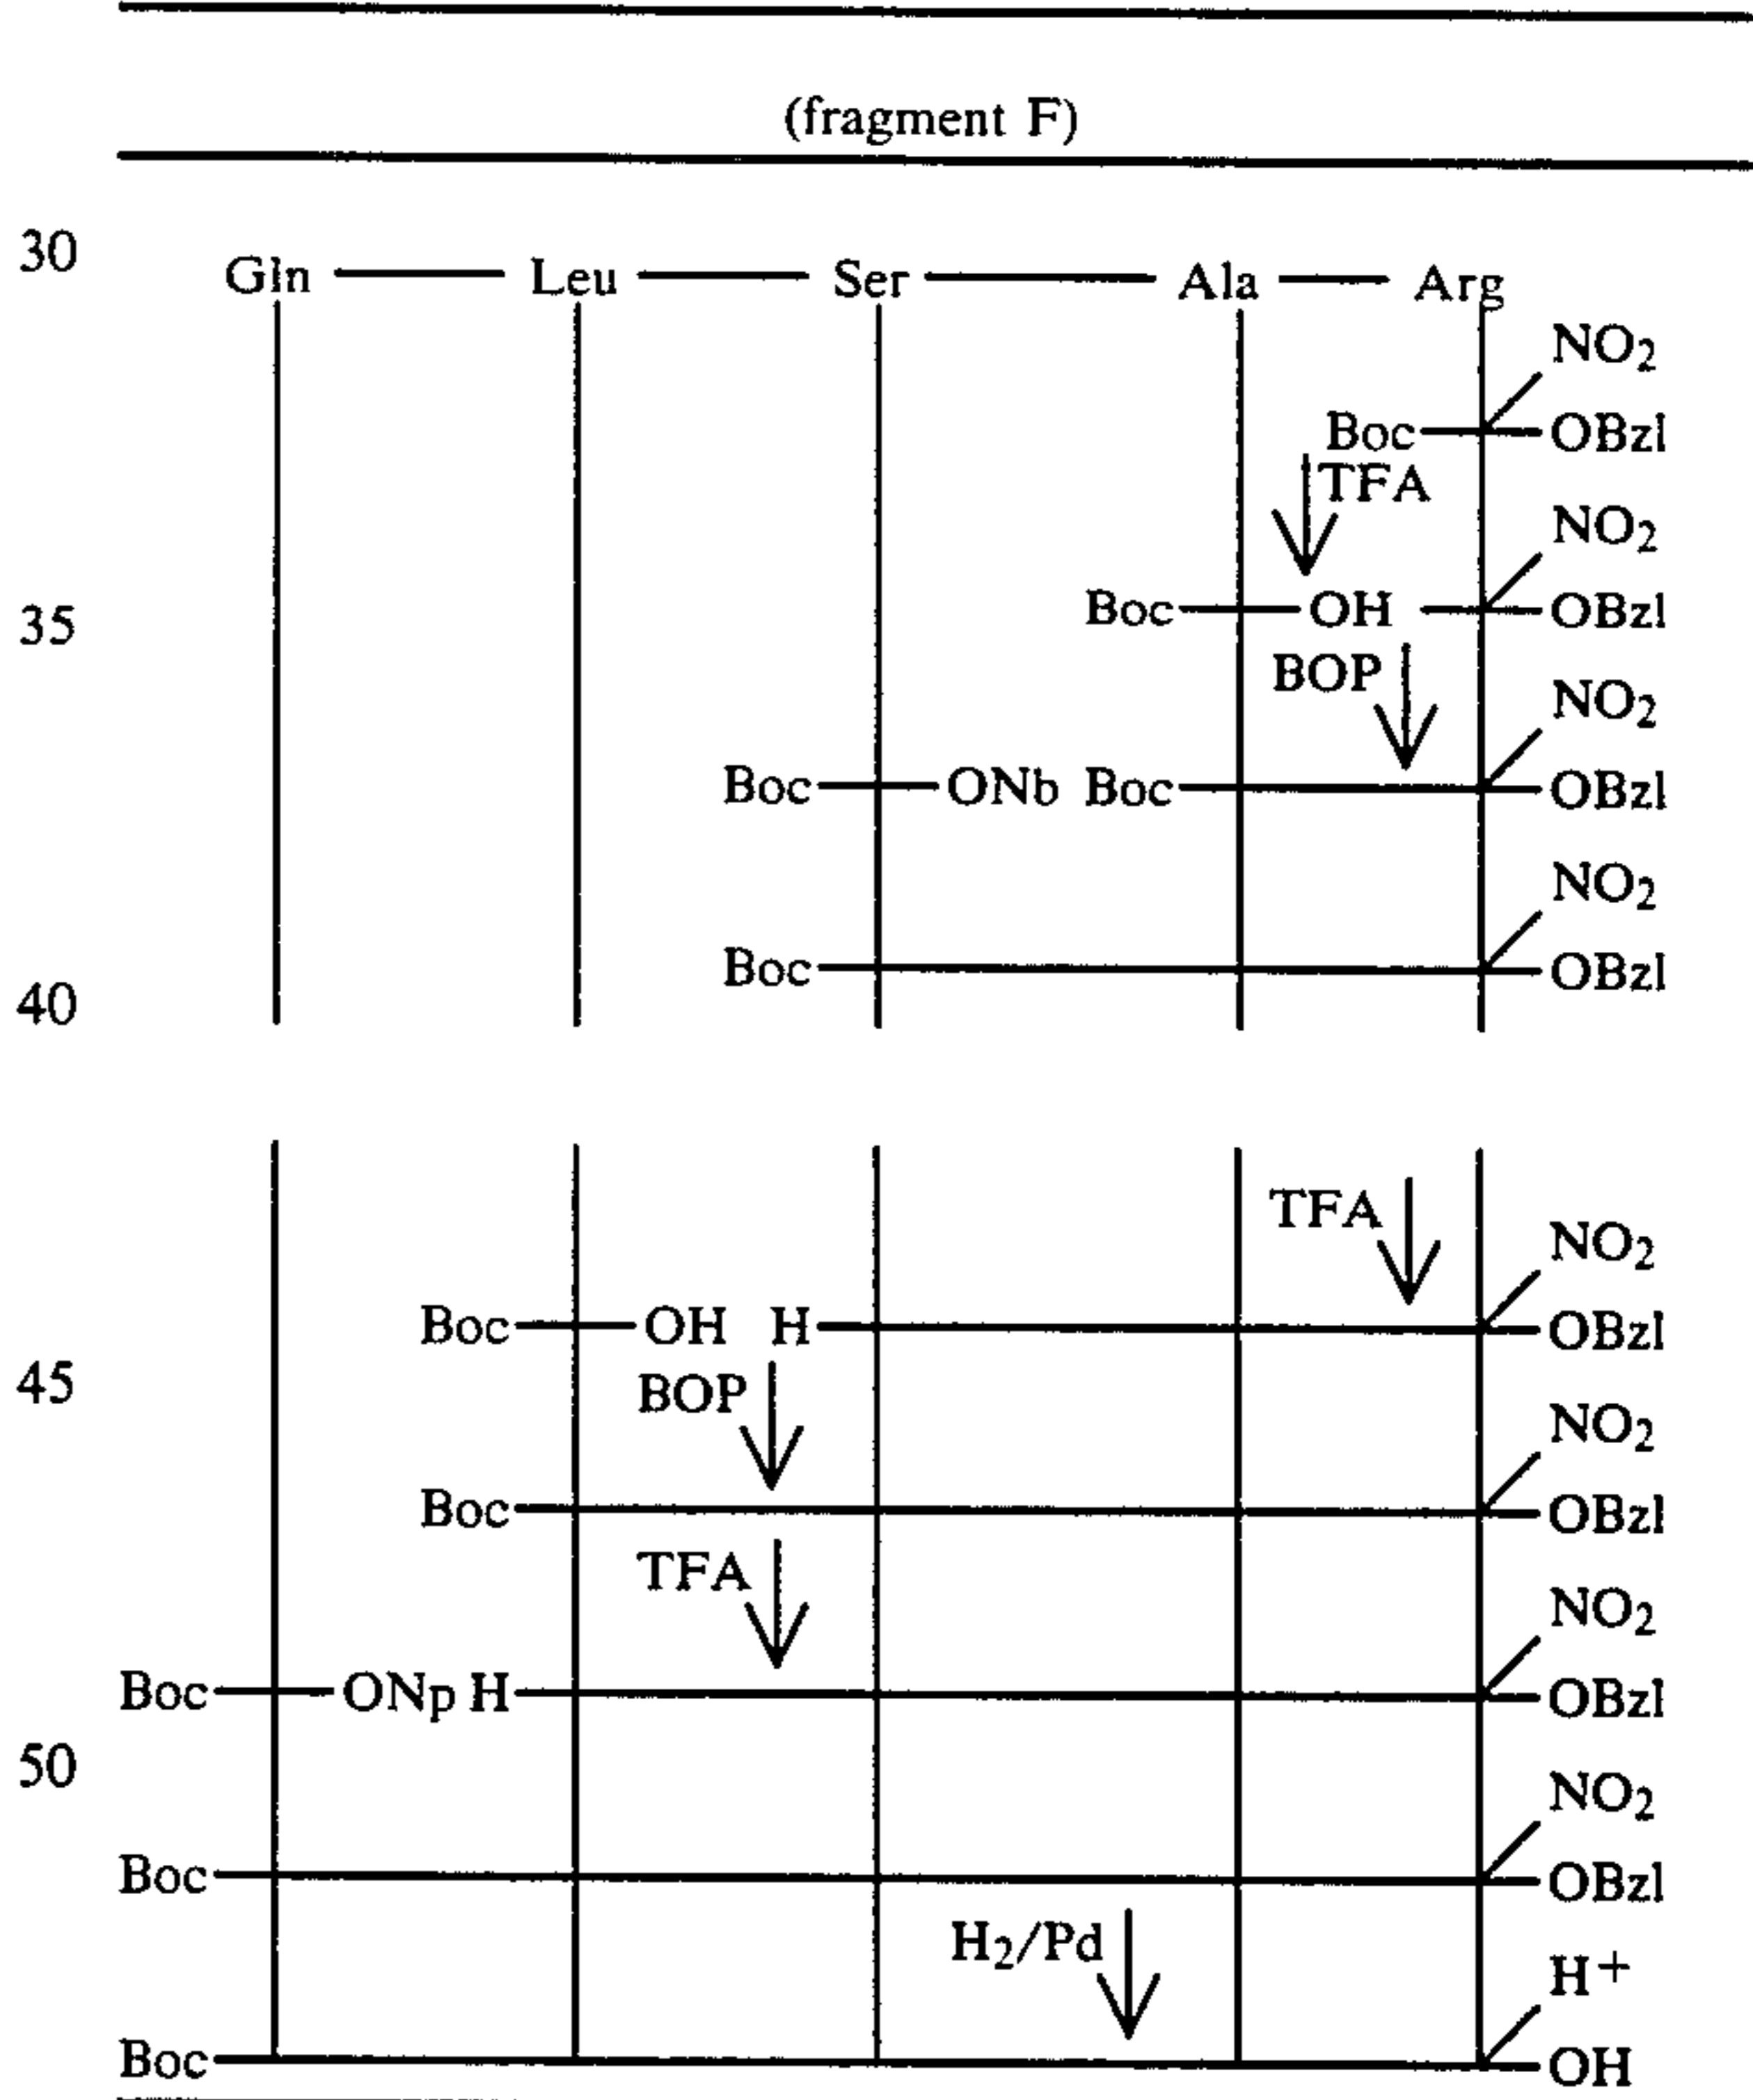 (fragment F)
30
Gln Leu Ser Ala Arg
NO2
Boc OBzl
TFA
NO2
35 Boc OH OBzl
BOP
NO2
Boc ONb Boc OBzl
NO2
Boc OBzl
40
TFA
NO2
Boc OH H OBzl
45 BOP
NO2
Boc OBzl
TFA
NO2
Boc ONp H OBzl
50
NO2
Boc OBzl
H2/Pd
H+
Boc OH